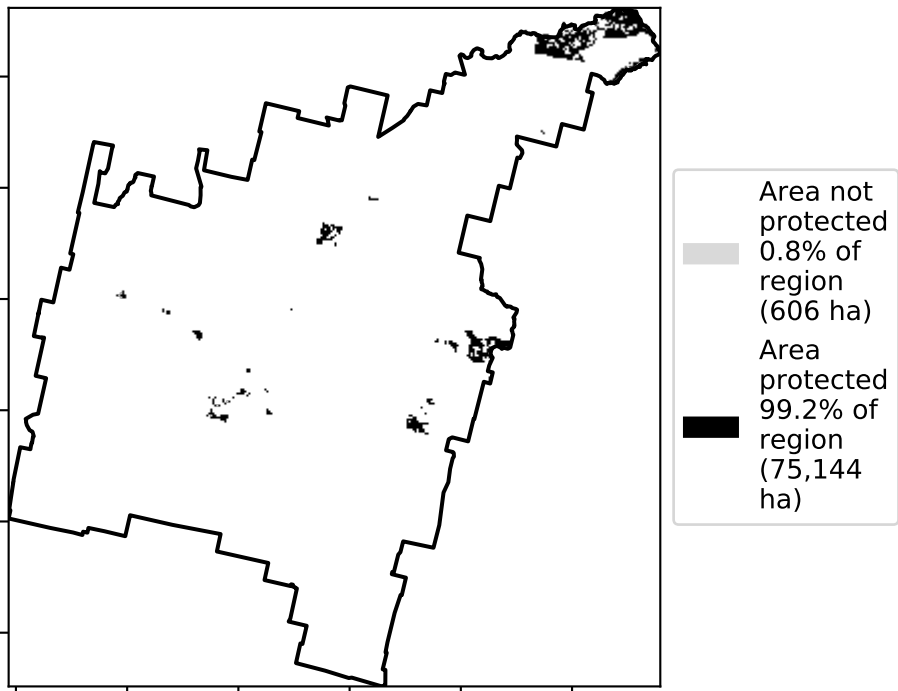 Area not
protected
0.8% of
region
(606 ha)
Area
protected
99.2% of
region
(75,144
ha)